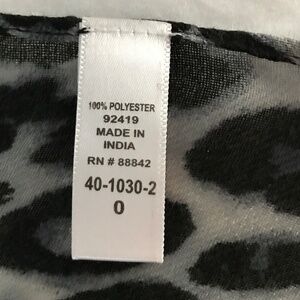 100% POLYESTER
92419
MADE IN
INDIA
RN # 88842
40-1030-2
0